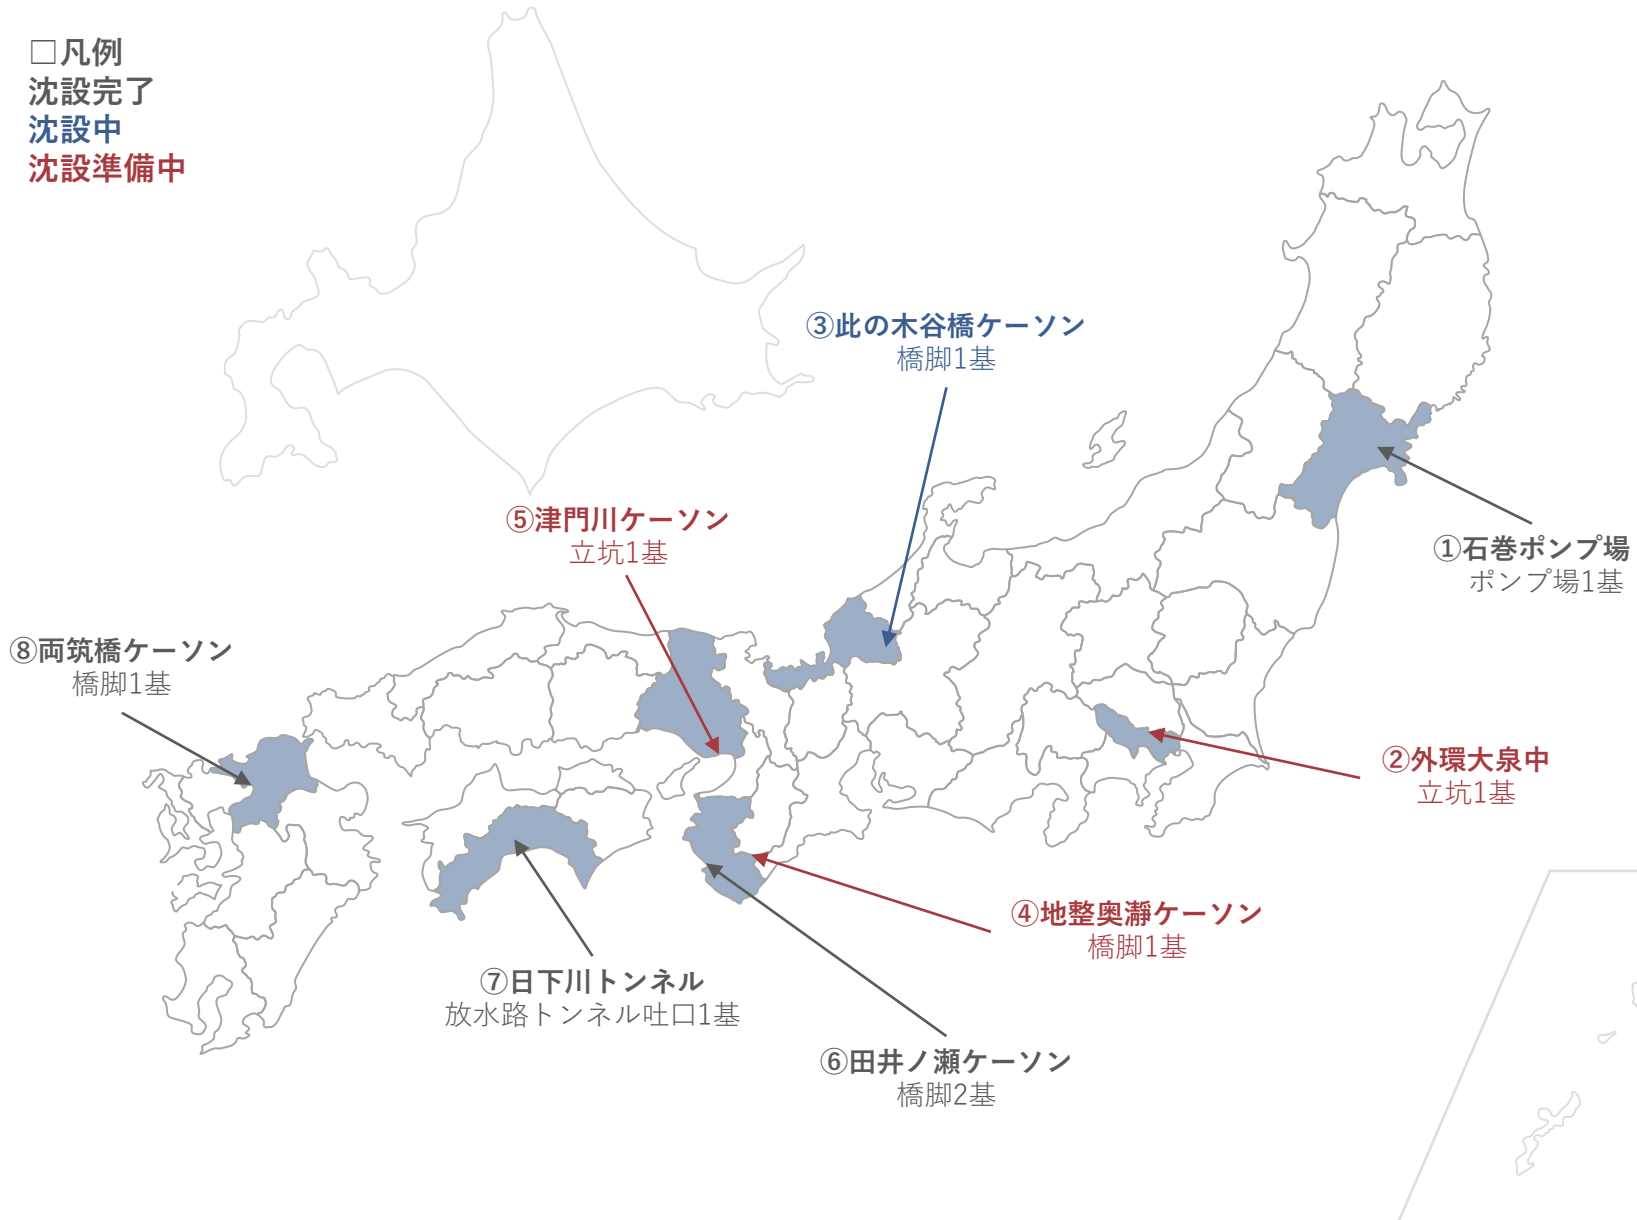 □凡例
沈設完了
沈設中
沈設準備中
③此の木谷橋ケーソン
橋脚1基
⑤津門川ケーソン
立坑1基
①石巻ポンプ場
ポンプ場1基
⑧両筑橋ケーソン
橋脚1基
②外環大泉中
立坑1基
④地整奥瀞ケーソン
橋脚1基
⑦日下川トンネル
放水路トンネル吐口1基
⑥田井ノ瀬ケーソン
橋脚2基